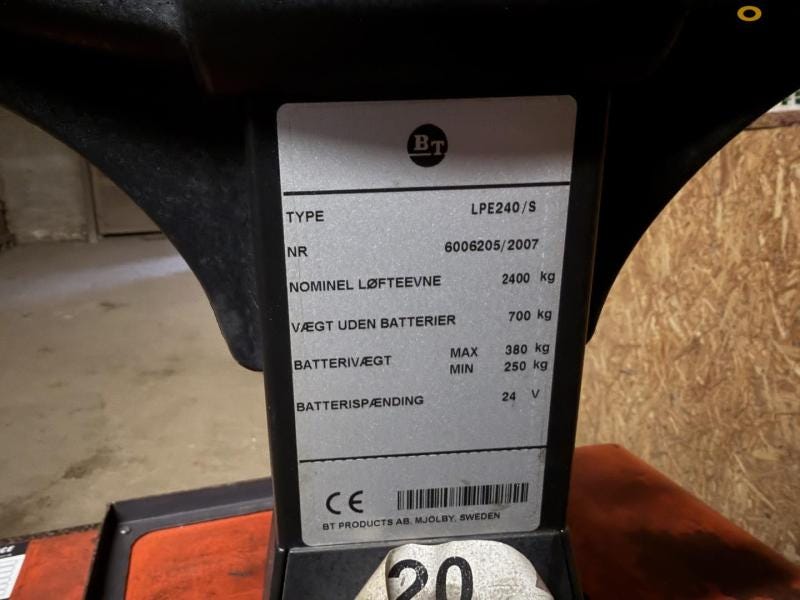 BT
TYPE LPE240/S
NR 6006205/2007
NOMINEL LØFTEEVNE 2400 kg
VÆGT UDEN BATTERIER 700 kg
BATTERIVÆGT MAX 380 kg
MIN 250 kg
BATTERISPÆNDING 24 V
CE
BT PRODUCTS AB, MJÖLBY, SWEDEN
20